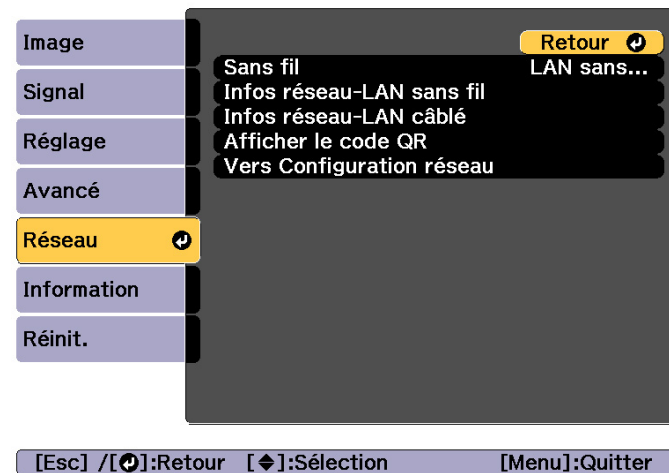 Image
Signal
Réglage
Avancé
Réseau
Information
Réinit.
Retour
Sans fil LAN sans...
Infos réseau-LAN sans fil
Infos réseau-LAN câblé
Afficher le code QR
Vers Configuration réseau
[Esc] /[⏎]:Retour [◆]:Sélection [Menu]:Quitter